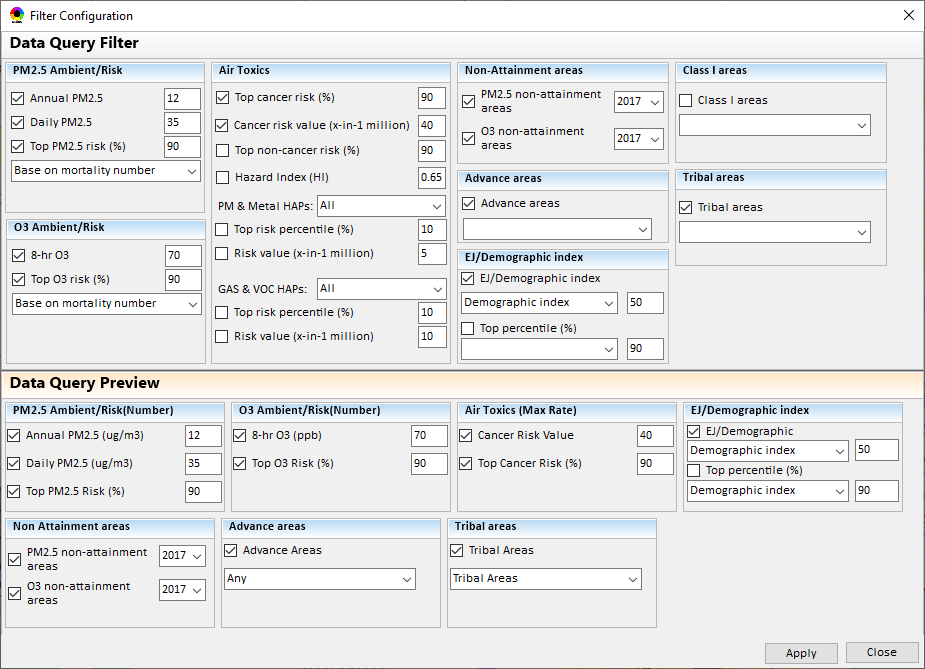 Filter Configuration
Data Query Filter
PM2.5 Ambient/Risk
Annual PM2.5 12
Daily PM2.5 35
Top PM2.5 risk (%) 90
Base on mortality number
O3 Ambient/Risk
8-hr O3 70
Top O3 risk (%) 90
Base on mortality number
Air Toxics
Top cancer risk (%) 90
Cancer risk value (x-in-1 million) 40
Top non-cancer risk (%) 90
Hazard Index (HI) 0.65
PM & Metal HAPs: All
Top risk percentile (%) 10
Risk value (x-in-1 million) 5
GAS & VOC HAPs: All
Top risk percentile (%) 10
Risk value (x-in-1 million) 10
Non-Attainment areas
PM2.5 non-attainment
areas 2017
O3 non-attainment
areas 2017
Advance areas
Advance areas
EJ/Demographic index
EJ/Demographic index
Demographic index 50
Top percentile (%)
90
Class I areas
Class I areas
Tribal areas
Tribal areas
Data Query Preview
PM2.5 Ambient/Risk(Number)
Annual PM2.5 (ug/m3) 12
Daily PM2.5 (ug/m3) 35
Top PM2.5 Risk (%) 90
O3 Ambient/Risk(Number)
8-hr O3 (ppb) 70
Top O3 Risk (%) 90
Air Toxics (Max Rate)
Cancer Risk Value 40
Top Cancer Risk (%) 90
EJ/Demographic index
EJ/Demographic
Demographic index 50
Top percentile (%)
Demographic index 90
Non Attainment areas
PM2.5 non-attainment
areas 2017
O3 non-attainment
areas 2017
Advance areas
Advance Areas
Any
Tribal areas
Tribal Areas
Tribal Areas
Apply
Close